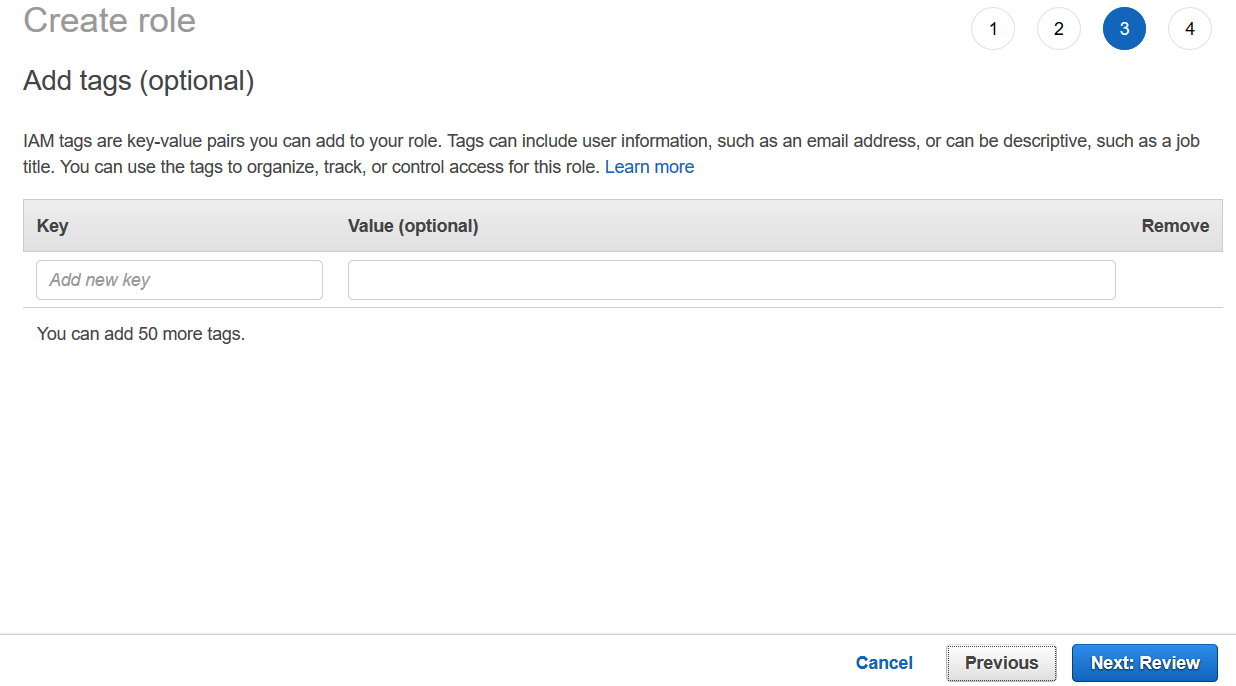 Create role
1 2 3 4
Add tags (optional)
IAM tags are key-value pairs you can add to your role. Tags can include user information, such as an email address, or can be descriptive, such as a job
title. You can use the tags to organize, track, or control access for this role. Learn more
Key Value (optional) Remove
Add new key
You can add 50 more tags.
Cancel Previous Next: Review